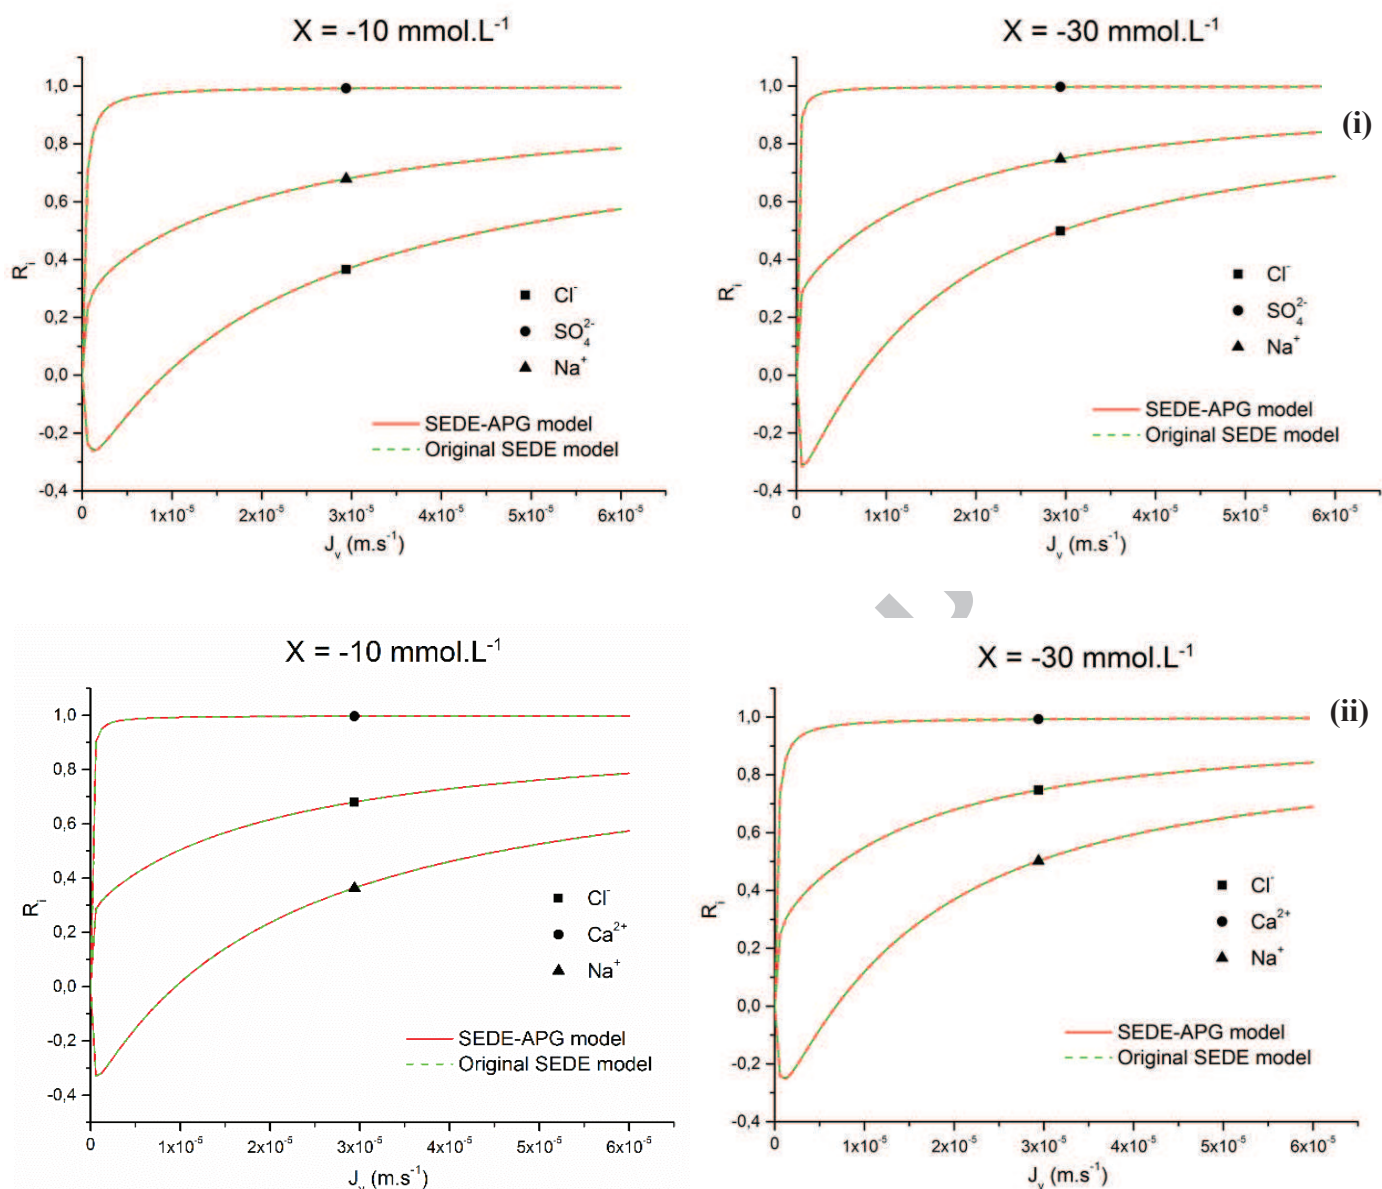 X = -10 mmol.L⁻¹
1,0
0,8
0,6
0,4
0,2
0,0
-0,2
-0,4
Rᵢ
Cl⁻
SO₄²⁻
Na⁺
SEDE-APG model
Original SEDE model
0 1x10⁻⁵ 2x10⁻⁵ 3x10⁻⁵ 4x10⁻⁵ 5x10⁻⁵ 6x10⁻⁵
Jᵥ (m.s⁻¹)
X = -30 mmol.L⁻¹
(i)
1,0
0,8
0,6
0,4
0,2
0,0
-0,2
-0,4
Rᵢ
Cl⁻
SO₄²⁻
Na⁺
SEDE-APG model
Original SEDE model
0 1x10⁻⁵ 2x10⁻⁵ 3x10⁻⁵ 4x10⁻⁵ 5x10⁻⁵ 6x10⁻⁵
Jᵥ (m.s⁻¹)
X = -10 mmol.L⁻¹
1,0
0,8
0,6
0,4
0,2
0,0
-0,2
-0,4
Rᵢ
Cl⁻
Ca²⁺
Na⁺
SEDE-APG model
Original SEDE model
0 1x10⁻⁵ 2x10⁻⁵ 3x10⁻⁵ 4x10⁻⁵ 5x10⁻⁵ 6x10⁻⁵
Jᵥ (m.s⁻¹)
X = -30 mmol.L⁻¹
(ii)
1,0
0,8
0,6
0,4
0,2
0,0
-0,2
-0,4
Rᵢ
Cl⁻
Ca²⁺
Na⁺
SEDE-APG model
Original SEDE model
0 1x10⁻⁵ 2x10⁻⁵ 3x10⁻⁵ 4x10⁻⁵ 5x10⁻⁵ 6x10⁻⁵
Jᵥ (m.s⁻¹)